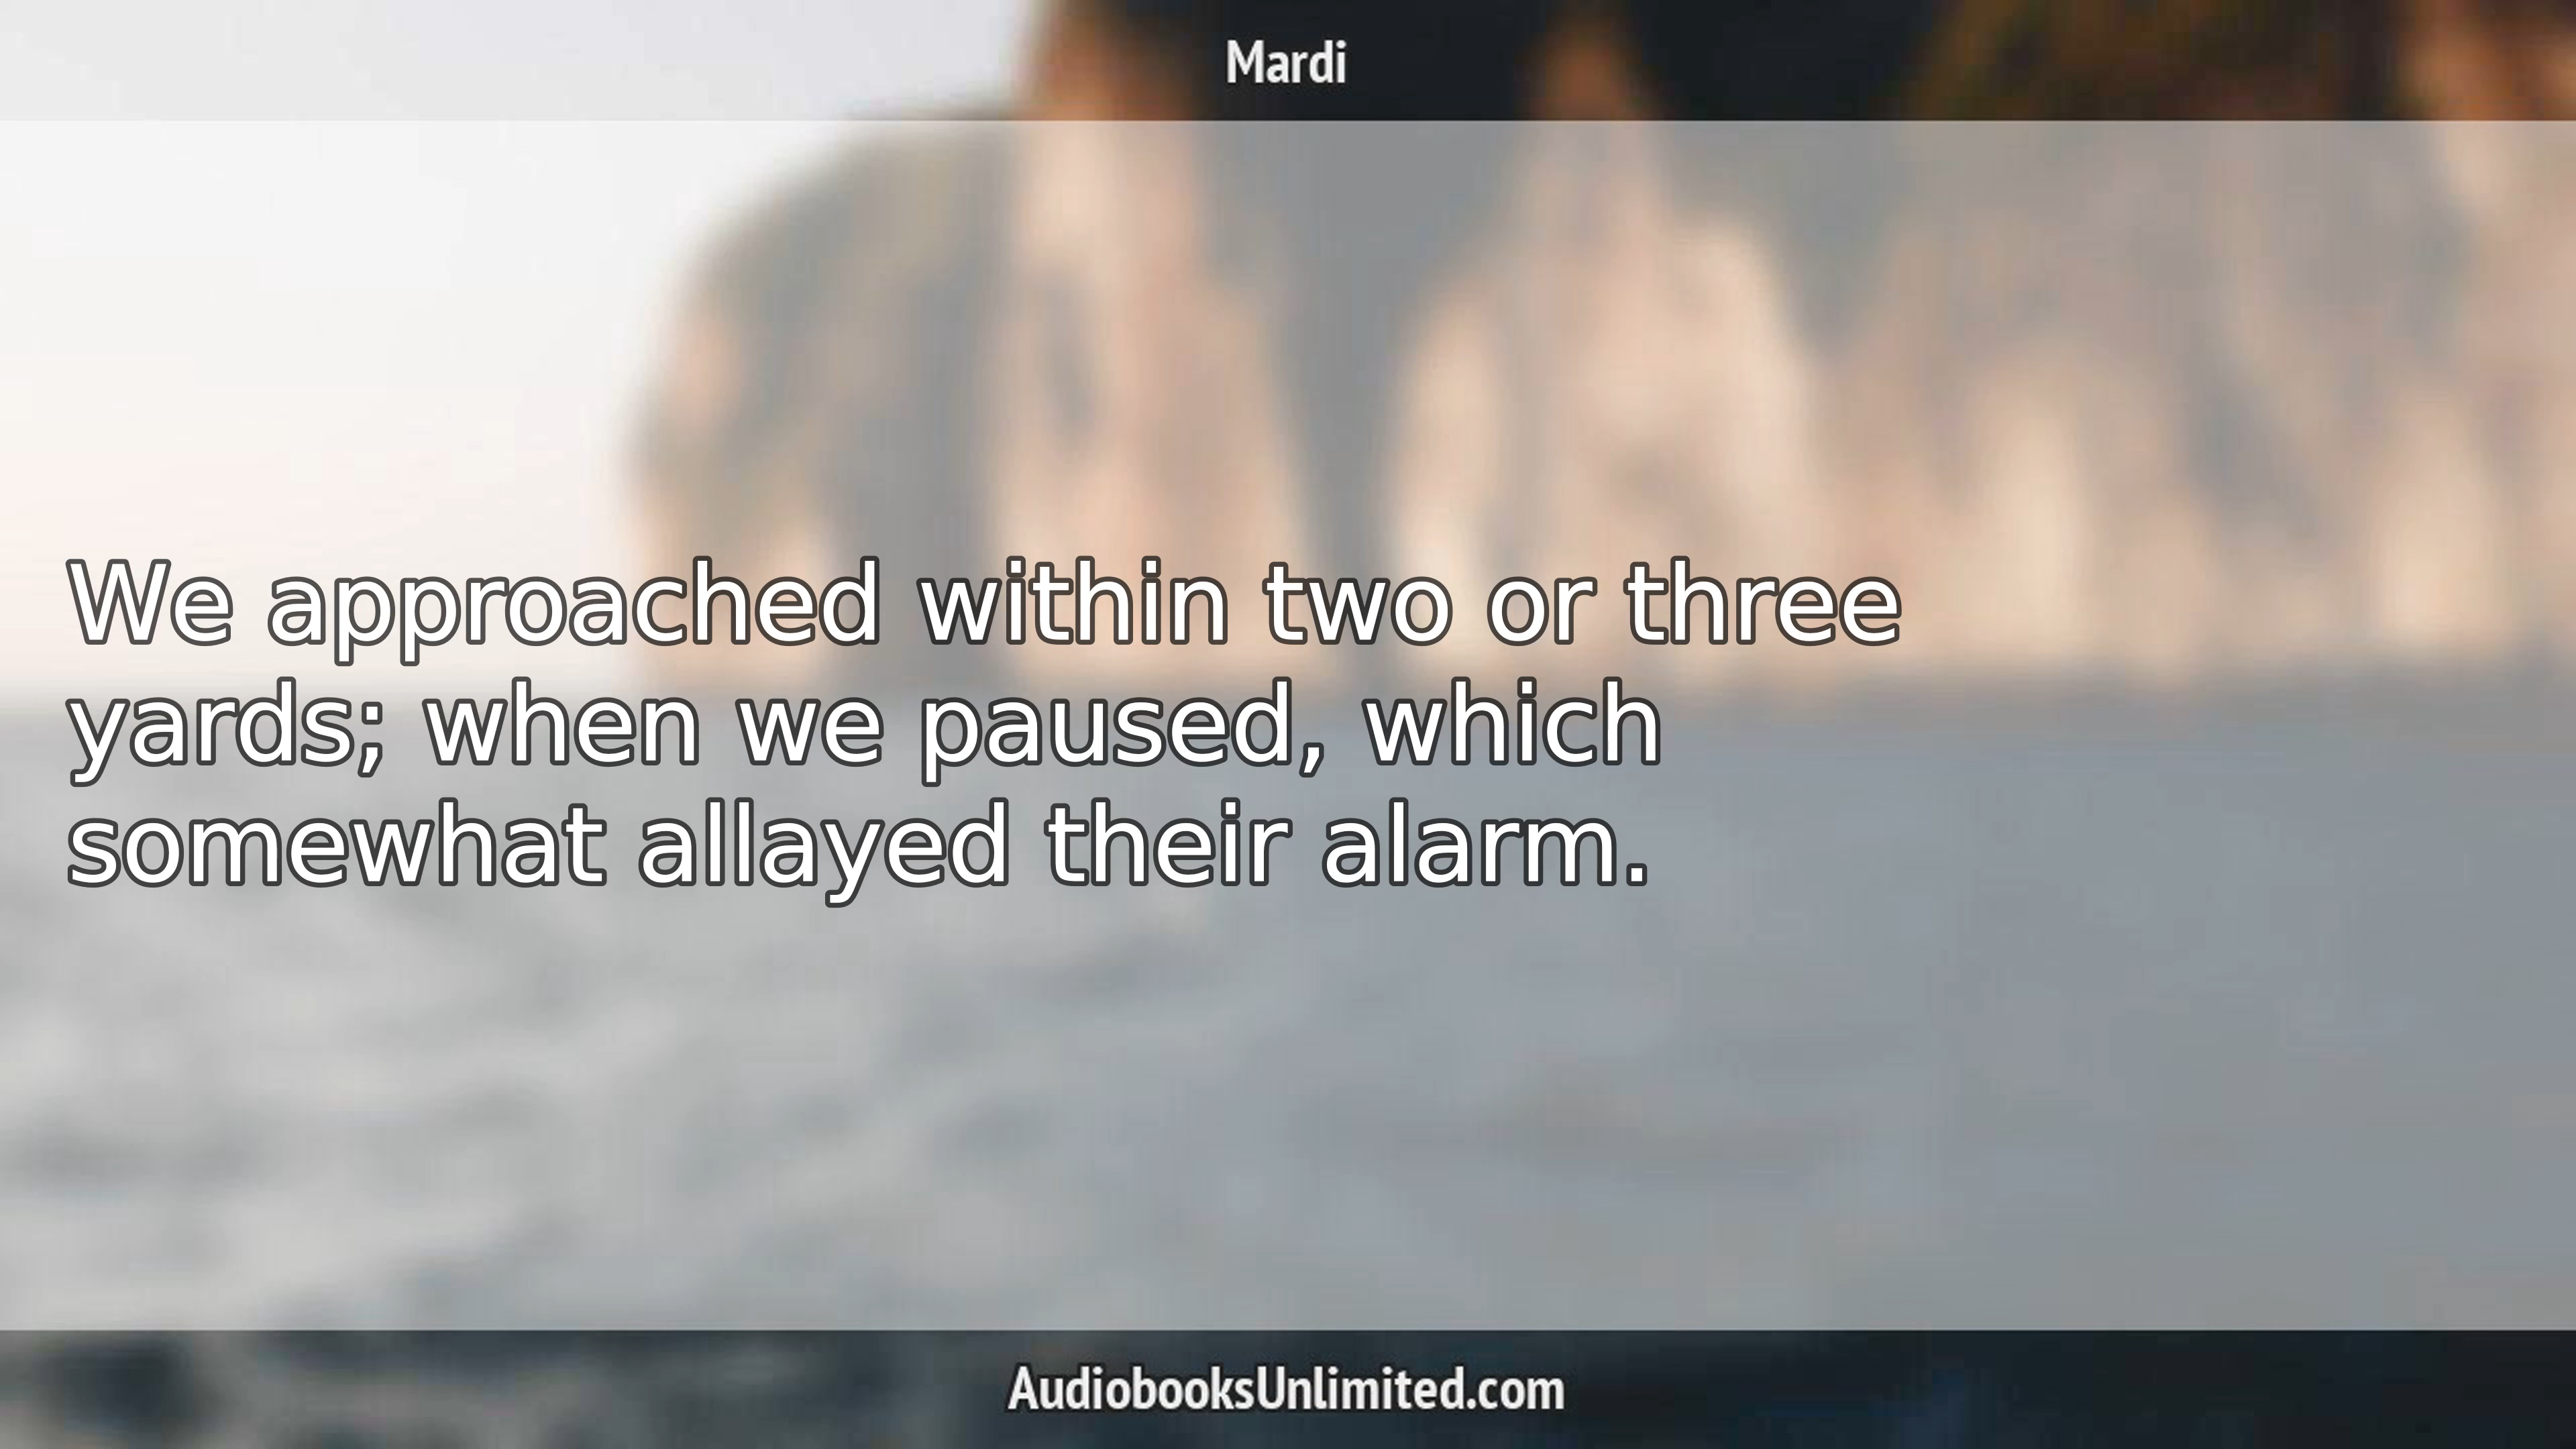 Mardi
We approached within two or three
yards; when we paused, which
somewhat allayed their alarm.
AudiobooksUnlimited.com